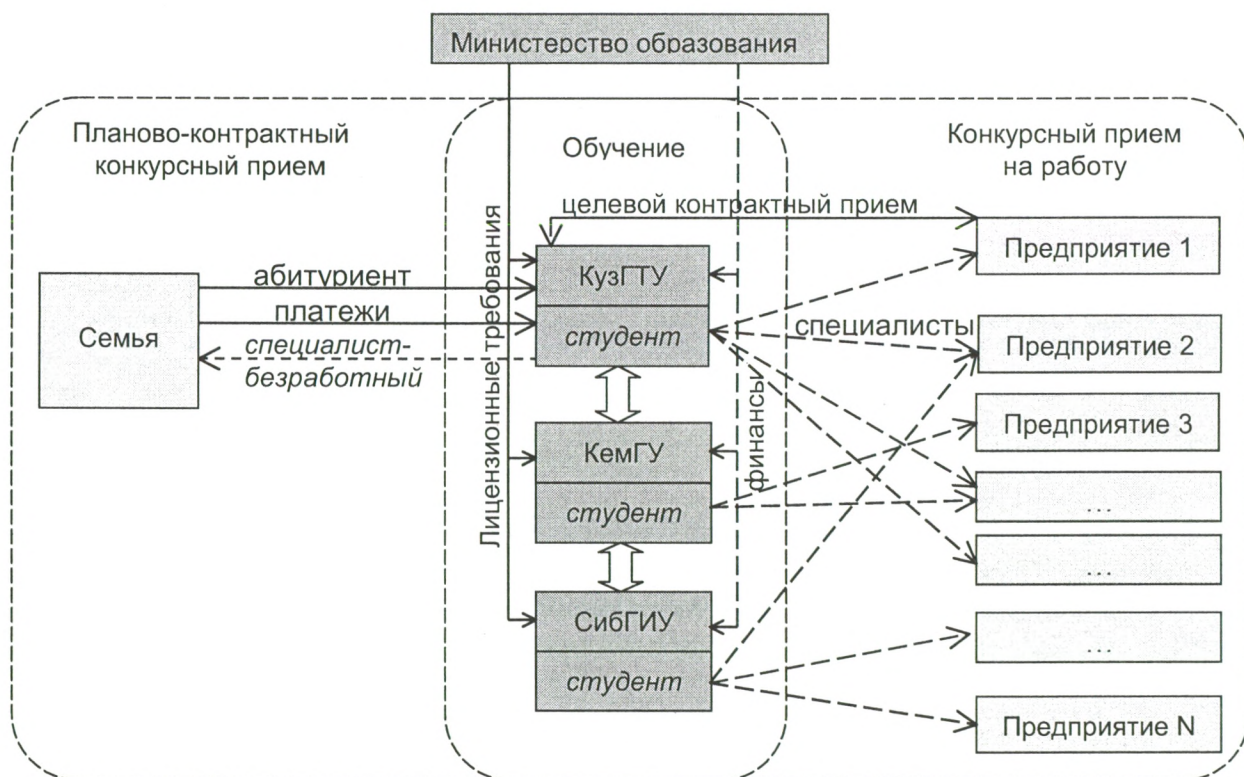 Министерство образования
Планово-контрактный
конкурсный прием
Обучение
Конкурсный прием
на работу
целевой контрактный прием
Лицензионные требования
финансы
Семья
абитуриент
платежи
специалист-
безработный
КузГТУ
студент
КемГУ
студент
СибГИУ
студент
специалисты
Предприятие 1
Предприятие 2
Предприятие 3
...
...
...
Предприятие N